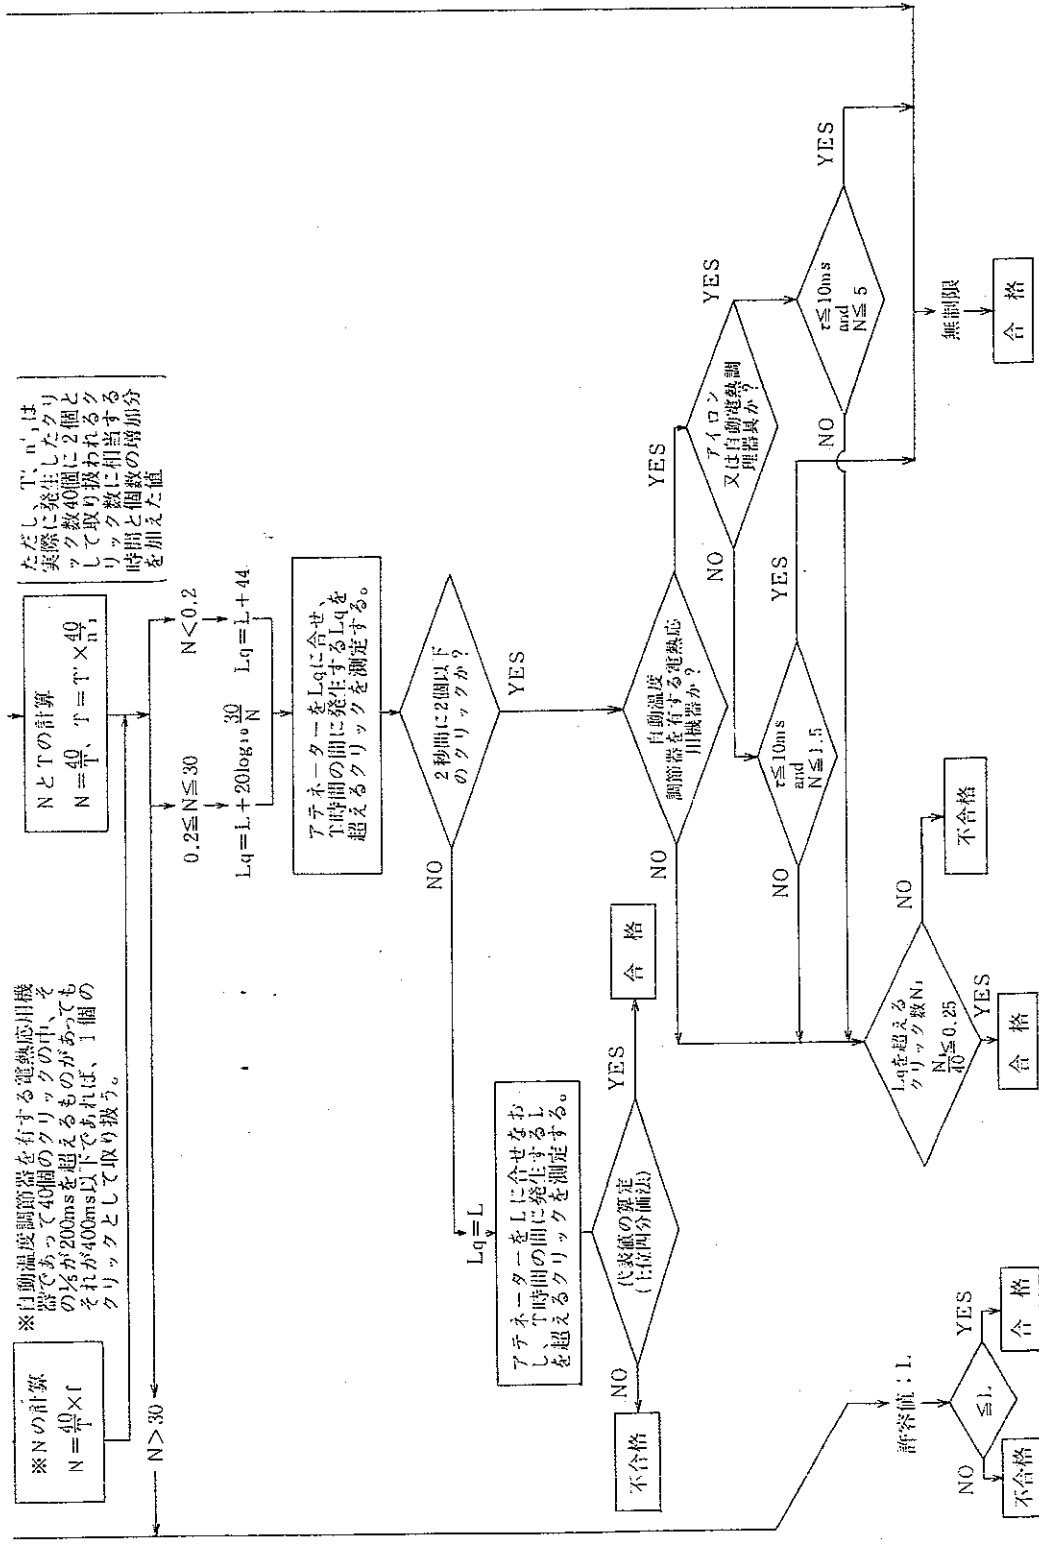 ※Nの計算
N=40/T×f
※自動温度調節器を有する電熱応用機
器であって40個のクリックの中、そ
の⅕が200msを超えるものがあっても
それが400ms以下であれば、1個の
クリックとして取り扱う。
NとTの計算
N=40/T、T=T'×40/n'1
ただし、T'、n'1は
実際に発生したクリ
ック数40個に2個と
して取り扱われるク
リック数に相当する
時間と個数の増加分
を加えた値
N>30
0.2≦N≦30
N<0.2
Lq=L+20log10 30/N
Lq=L+44
アテネーターをLqに合せ、
T時間の間に発生するLqを
超えるクリックを測定する。
2秒間に2個以下
のクリックか?
NO
YES
Lq=L
アテネーターをLに合せなお
し、T時間の間に発生するL
を超えるクリックを測定する。
代表値の算定
(上位四分価法)
NO
YES
不合格
合格
自動温度
調節器を有する電熱応
用機器か?
NO
YES
アイロン
又は自動電熱調
理器具か?
NO
YES
τ≦10ms
and
N≦1.5
NO
YES
τ≦10ms
and
N≦5
NO
YES
Lqを超える
クリック数N1
N1/40≦0.25
NO
YES
不合格
合格
無制限
合格
許容値:L
≦L
NO
YES
不合格
合格